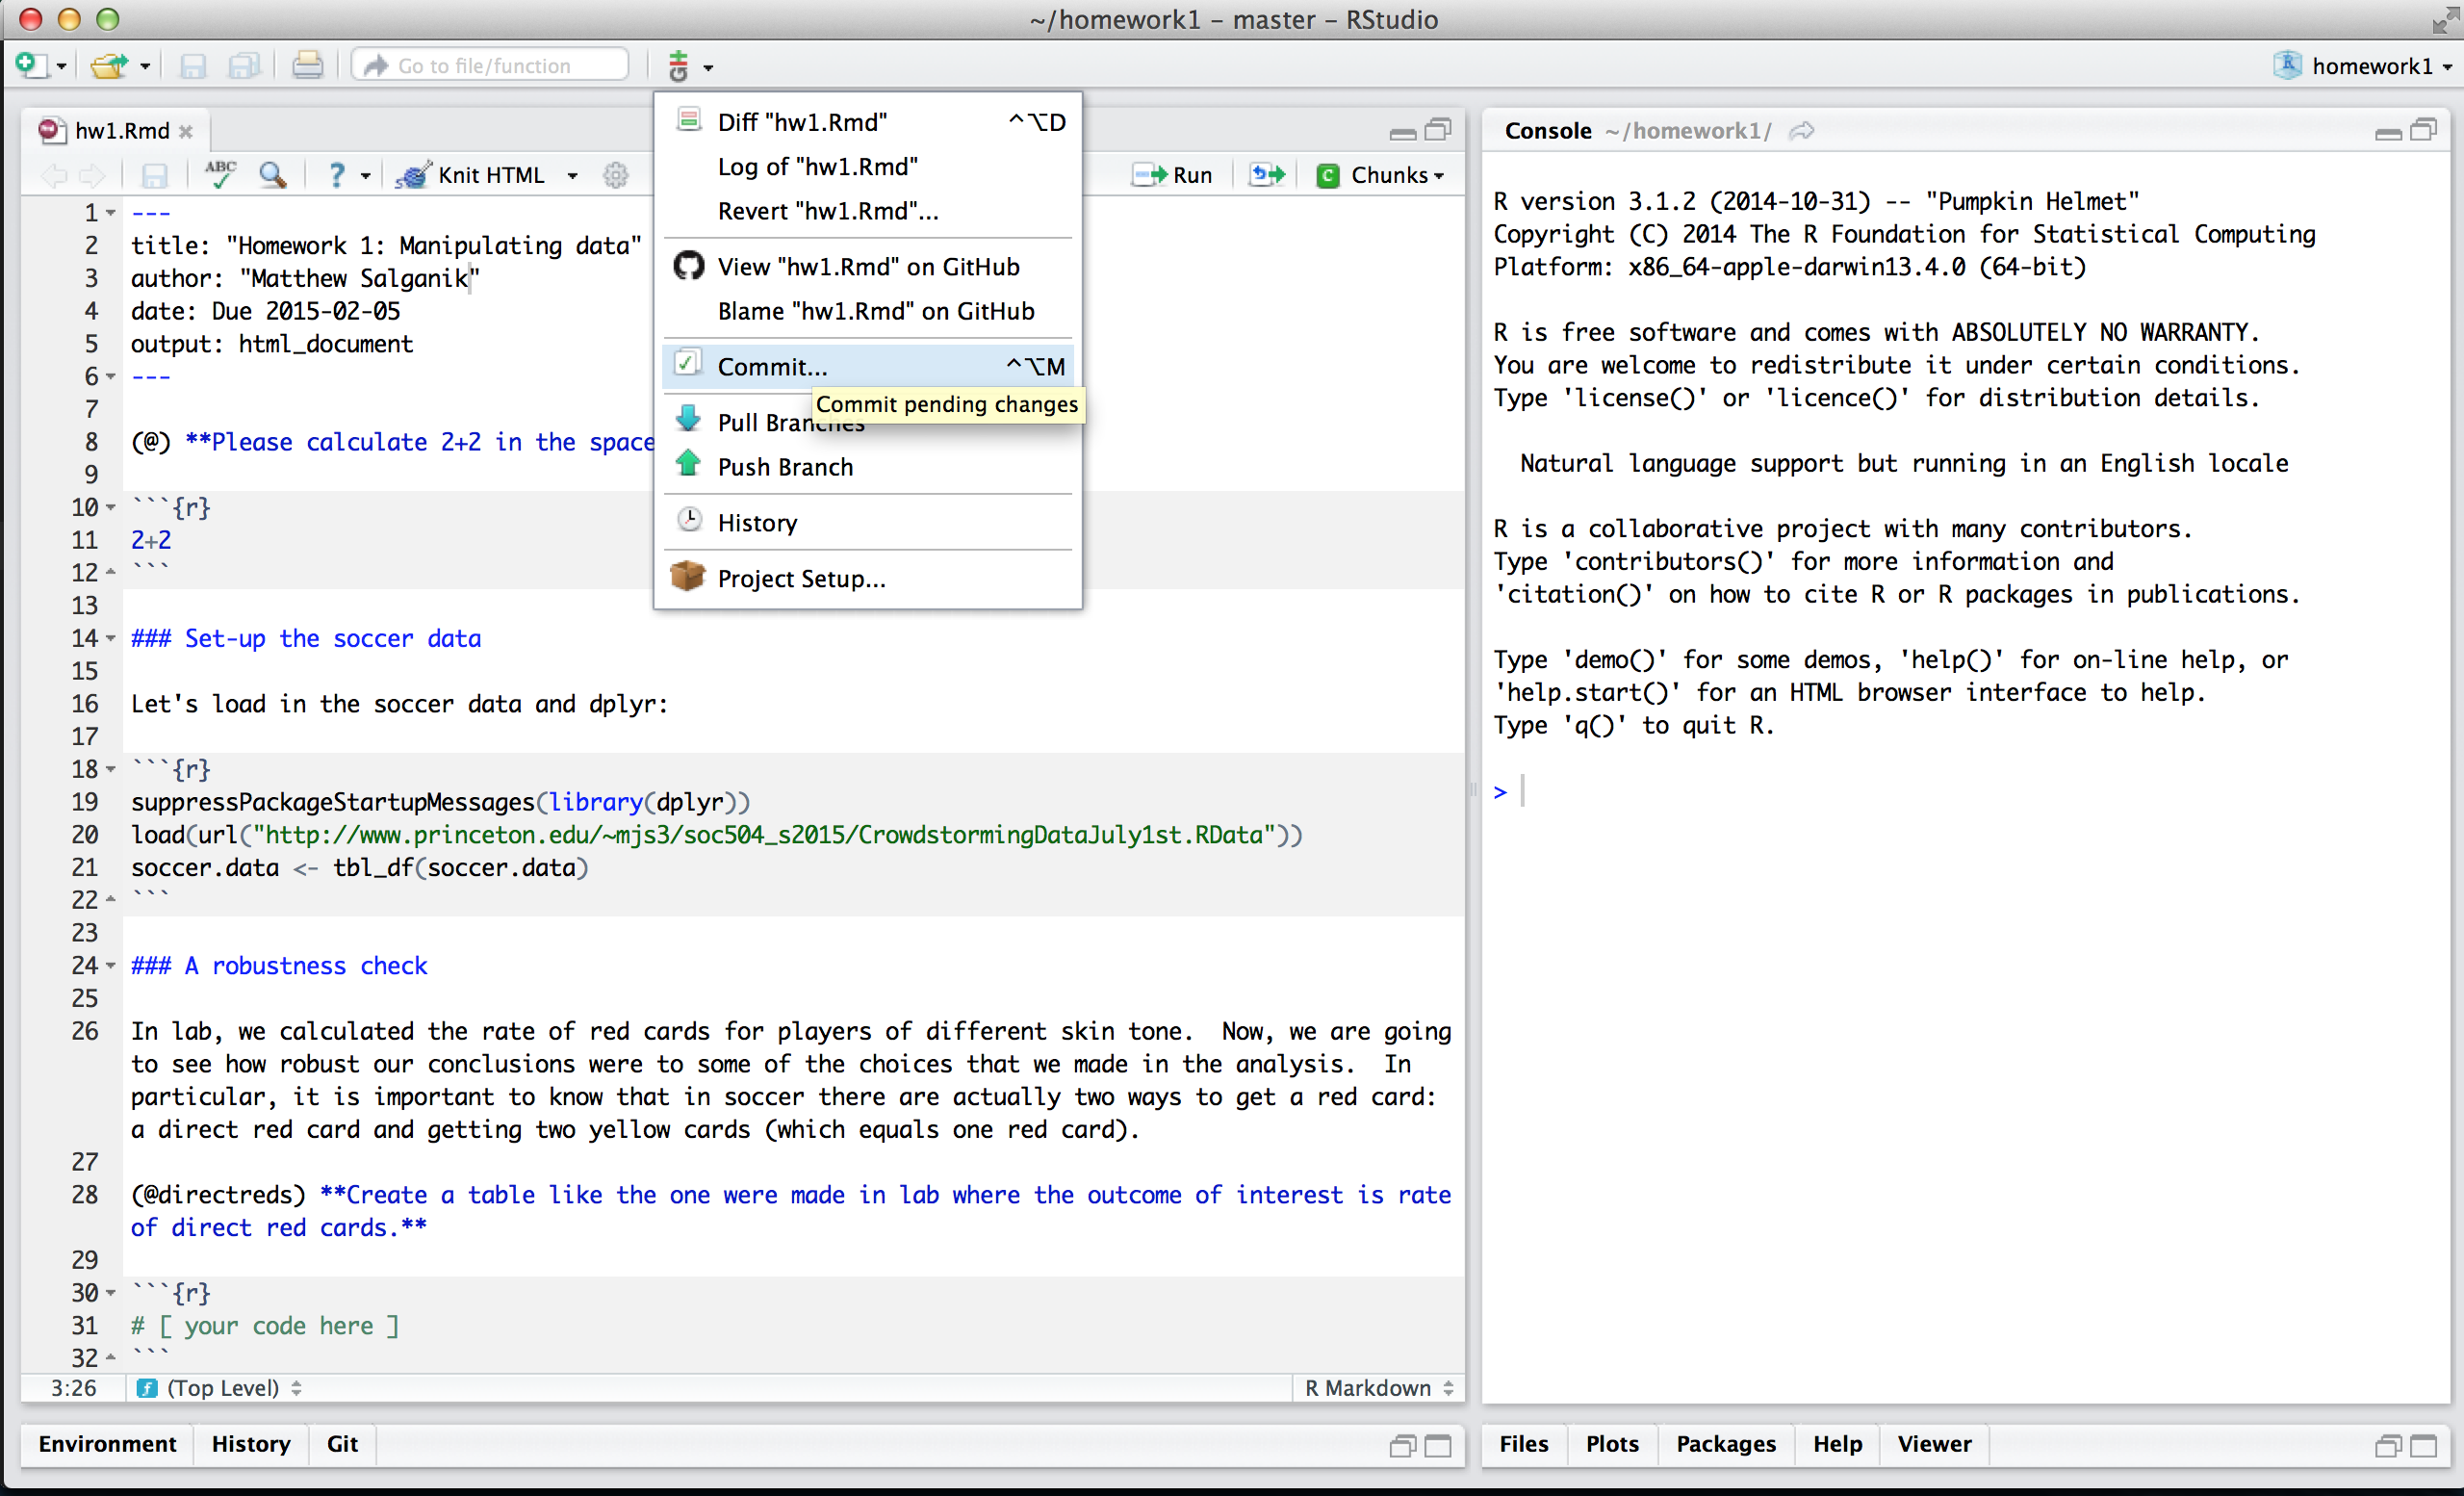 ~/homework1 – master – RStudio
Go to file/function
homework1
hw1.Rmd
ABC
Knit HTML
Run
Chunks
Diff "hw1.Rmd" ^⌥D
Log of "hw1.Rmd"
Revert "hw1.Rmd"...
View "hw1.Rmd" on GitHub
Blame "hw1.Rmd" on GitHub
Commit... ^⌥M
Commit pending changes
Pull Branches
Push Branch
History
Project Setup...
1 ---
2 title: "Homework 1: Manipulating data"
3 author: "Matthew Salganik"
4 date: Due 2015-02-05
5 output: html_document
6 ---
7
8 (@) **Please calculate 2+2 in the space
9
10 ```{r}
11 2+2
12 ```
13
14 ### Set-up the soccer data
15
16 Let's load in the soccer data and dplyr:
17
18 ```{r}
19 suppressPackageStartupMessages(library(dplyr))
20 load(url("http://www.princeton.edu/~mjs3/soc504_s2015/CrowdstormingDataJuly1st.RData"))
21 soccer.data <- tbl_df(soccer.data)
22 ```
23
24 ### A robustness check
25
26 In lab, we calculated the rate of red cards for players of different skin tone.  Now, we are going
to see how robust our conclusions were to some of the choices that we made in the analysis.  In
particular, it is important to know that in soccer there are actually two ways to get a red card:
a direct red card and getting two yellow cards (which equals one red card).
27
28 (@directreds) **Create a table like the one were made in lab where the outcome of interest is rate
of direct red cards.**
29
30 ```{r}
31 # [ your code here ]
32 ```
3:26 (Top Level) R Markdown
Environment History Git
Console ~/homework1/
R version 3.1.2 (2014-10-31) -- "Pumpkin Helmet"
Copyright (C) 2014 The R Foundation for Statistical Computing
Platform: x86_64-apple-darwin13.4.0 (64-bit)
R is free software and comes with ABSOLUTELY NO WARRANTY.
You are welcome to redistribute it under certain conditions.
Type 'license()' or 'licence()' for distribution details.
Natural language support but running in an English locale
R is a collaborative project with many contributors.
Type 'contributors()' for more information and
'citation()' on how to cite R or R packages in publications.
Type 'demo()' for some demos, 'help()' for on-line help, or
'help.start()' for an HTML browser interface to help.
Type 'q()' to quit R.
>
Files Plots Packages Help Viewer